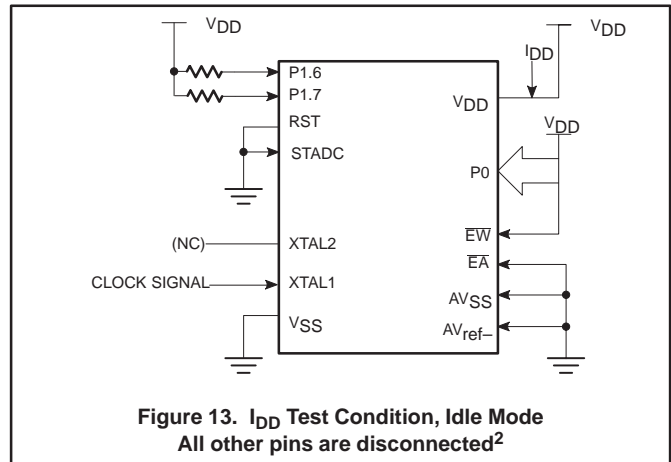 VDD
P1.6
P1.7
RST
STADC
(NC)
XTAL2
CLOCK SIGNAL
XTAL1
VSS
IDD
VDD
VDD
VDD
P0
EW
EA
AVSS
AVref–
Figure 13. IDD Test Condition, Idle Mode
All other pins are disconnected2